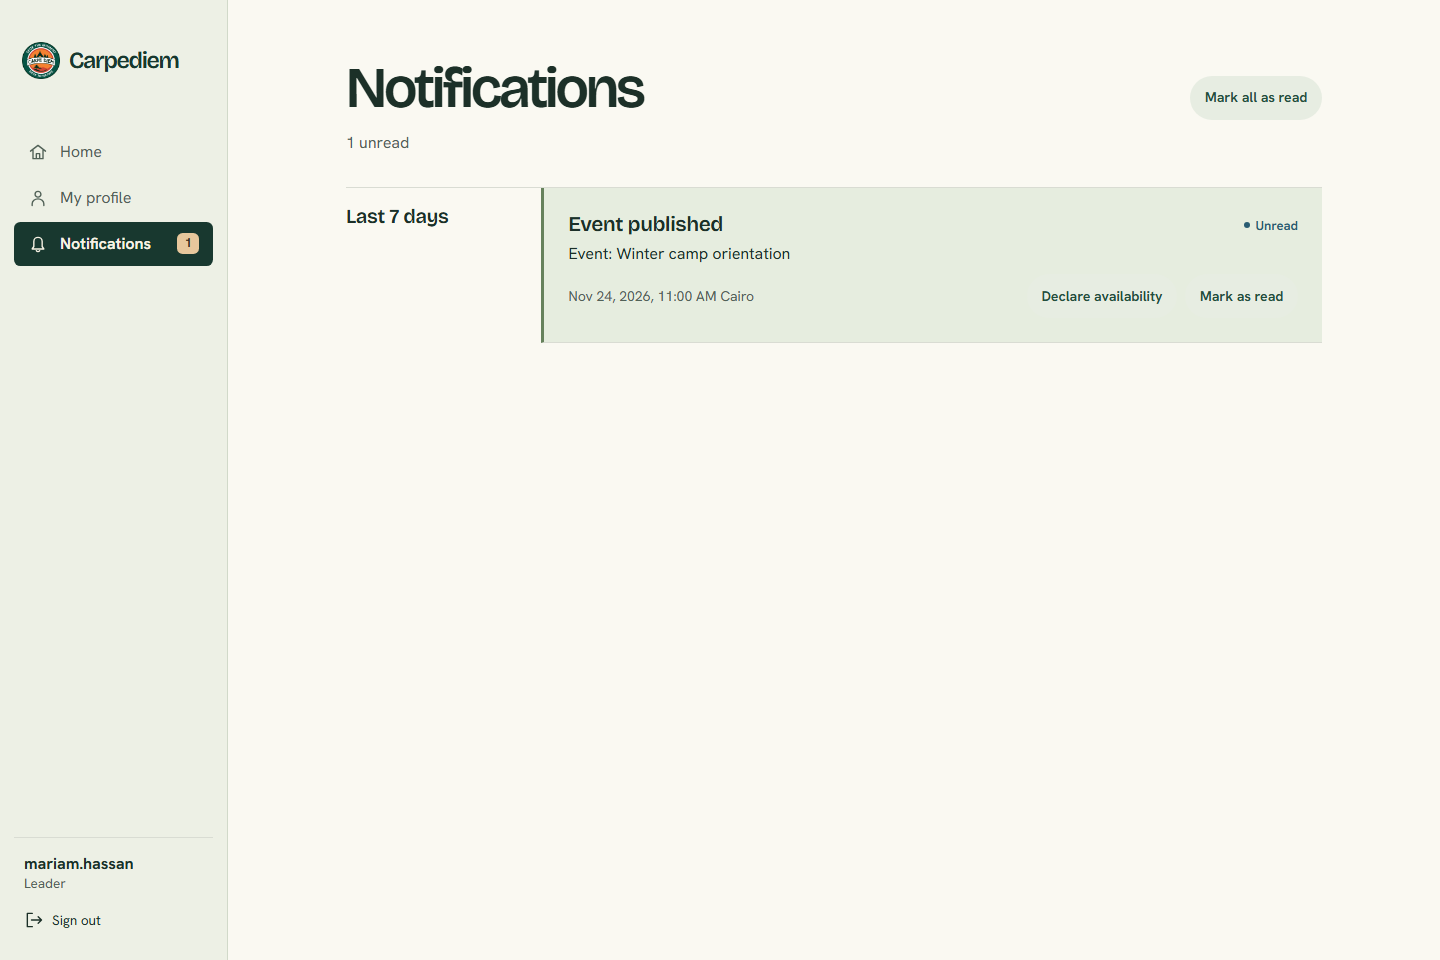 Carpediem
Home
My profile
Notifications 1
Notifications
Mark all as read
1 unread
Last 7 days
Event published
Unread
Event: Winter camp orientation
Nov 24, 2026, 11:00 AM Cairo
Declare availability
Mark as read
mariam.hassan
Leader
Sign out